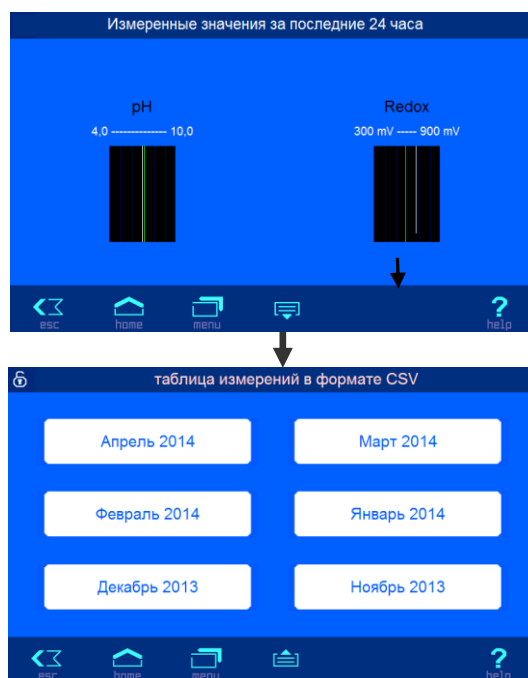 Измеренные значения за последние 24 часа
pH Redox
4,0 -------------- 10,0 300 mV ----- 900 mV
esc home menu ? help
таблица измерений в формате CSV
Апрель 2014 Март 2014
Февраль 2014 Январь 2014
Декабрь 2013 Ноябрь 2013
esc home menu ? help